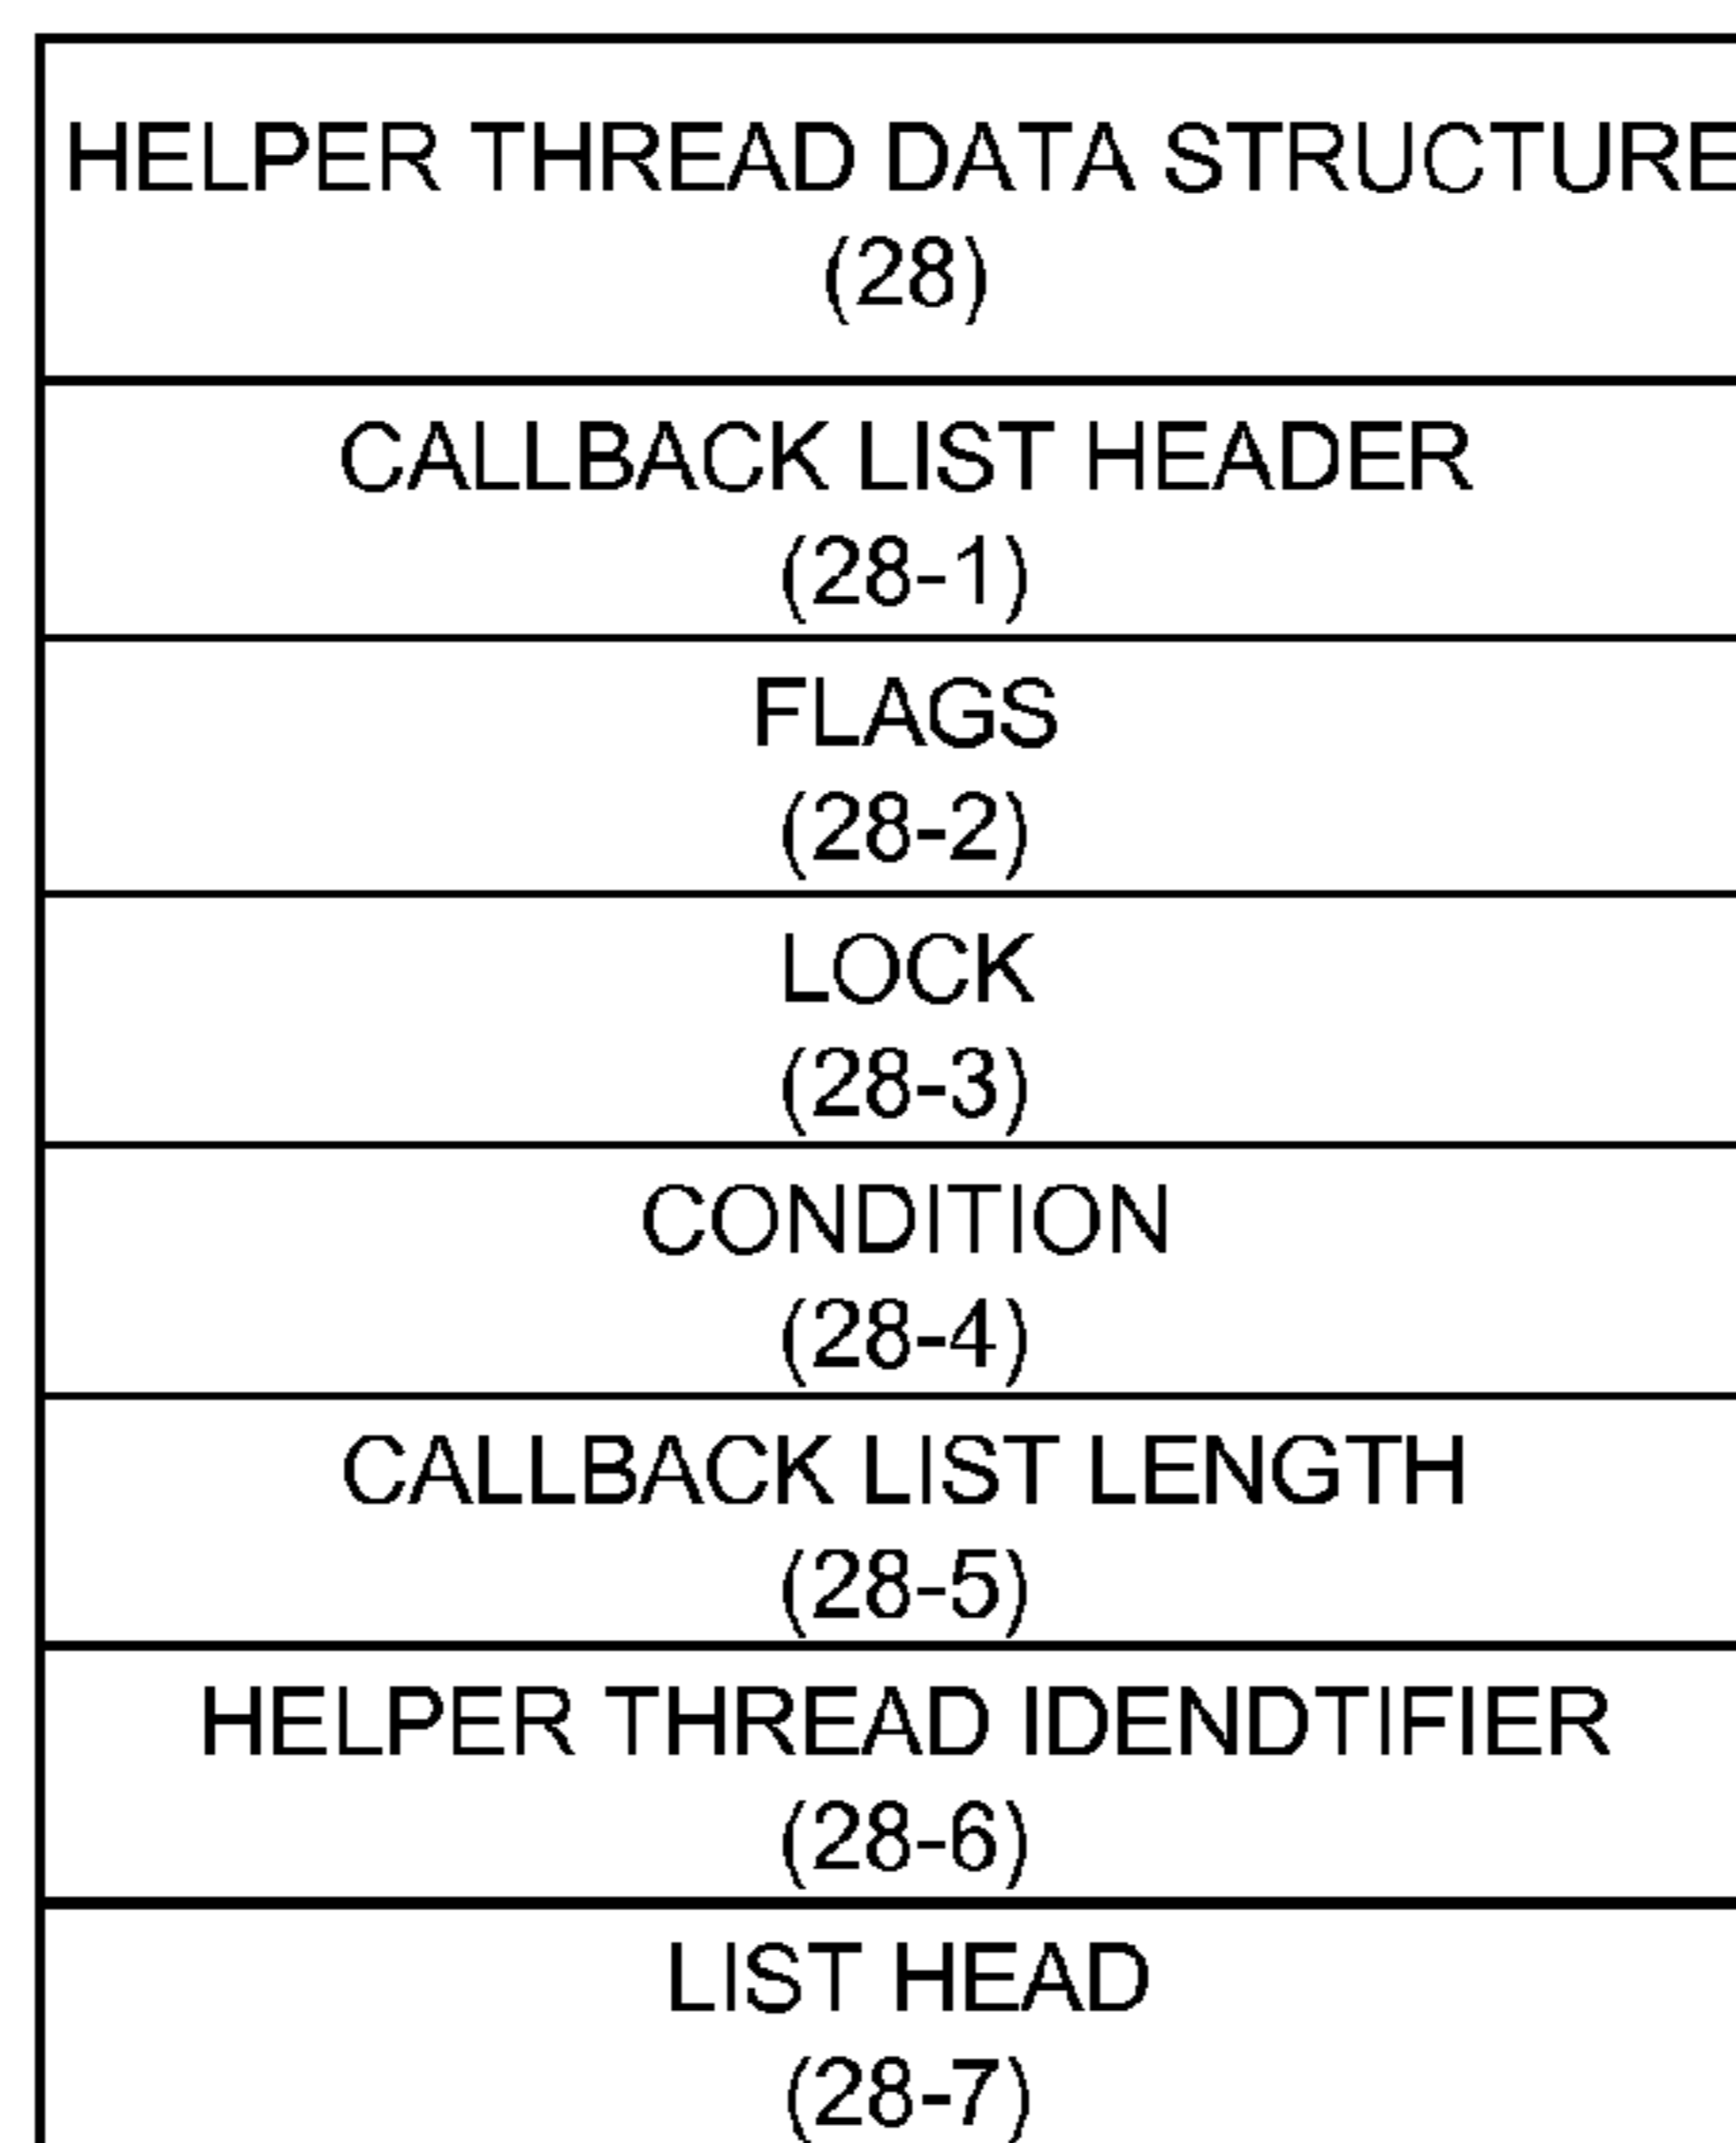 HELPER THREAD DATA STRUCTURE
(28)
CALLBACK LIST HEADER
(28-1)
FLAGS
(28-2)
LOCK
(28-3)
CONDITION
(28-4)
CALLBACK LIST LENGTH
(28-5)
HELPER THREAD IDENDTIFIER
(28-6)
LIST HEAD
(28-7)